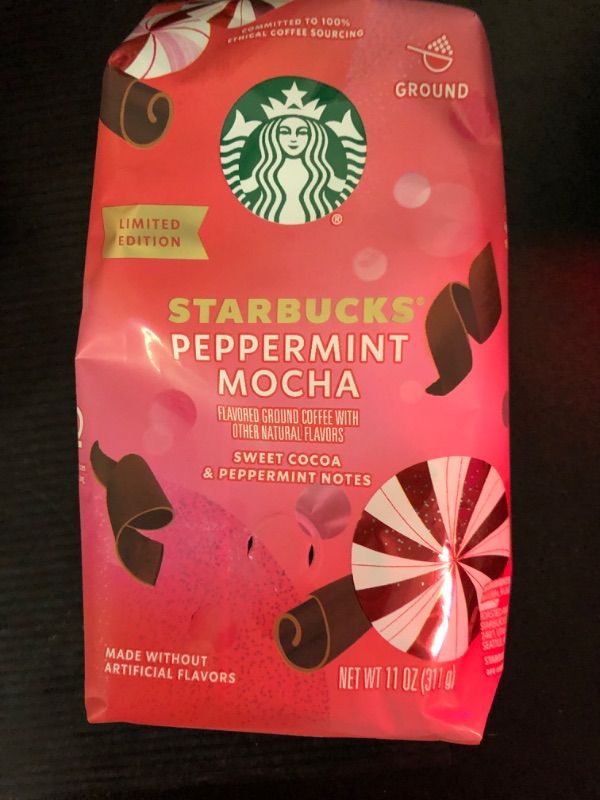 COMMITTED TO 100%
ETHICAL COFFEE SOURCING
GROUND
®
LIMITED
EDITION
STARBUCKS®
PEPPERMINT
MOCHA
FLAVORED GROUND COFFEE WITH
OTHER NATURAL FLAVORS
SWEET COCOA
& PEPPERMINT NOTES
MADE WITHOUT
ARTIFICIAL FLAVORS
NET WT 11 OZ (311 g)